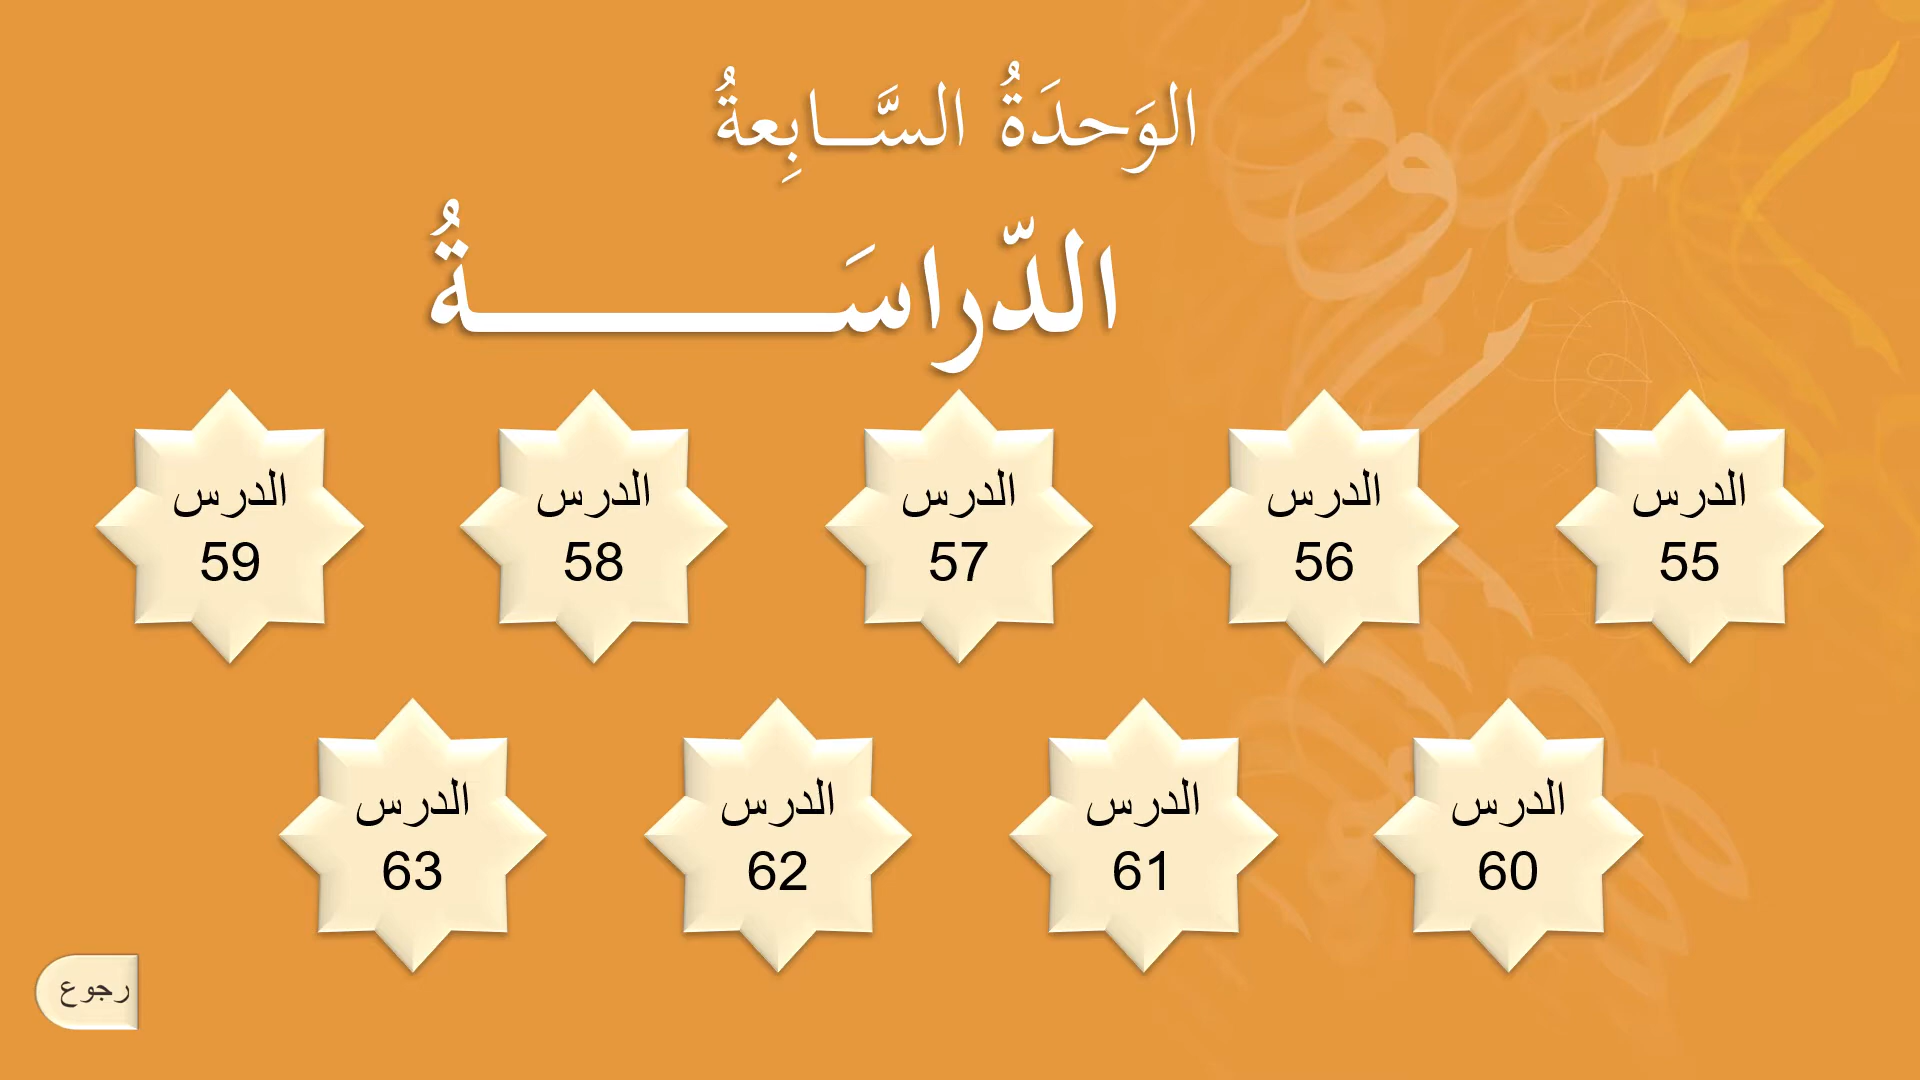 الوَحدَةُ السَّـــابِعةُ
الدّراسَـــــــــــــةُ
الدرس
55
الدرس
56
الدرس
57
الدرس
58
الدرس
59
الدرس
60
الدرس
61
الدرس
62
الدرس
63
رجوع